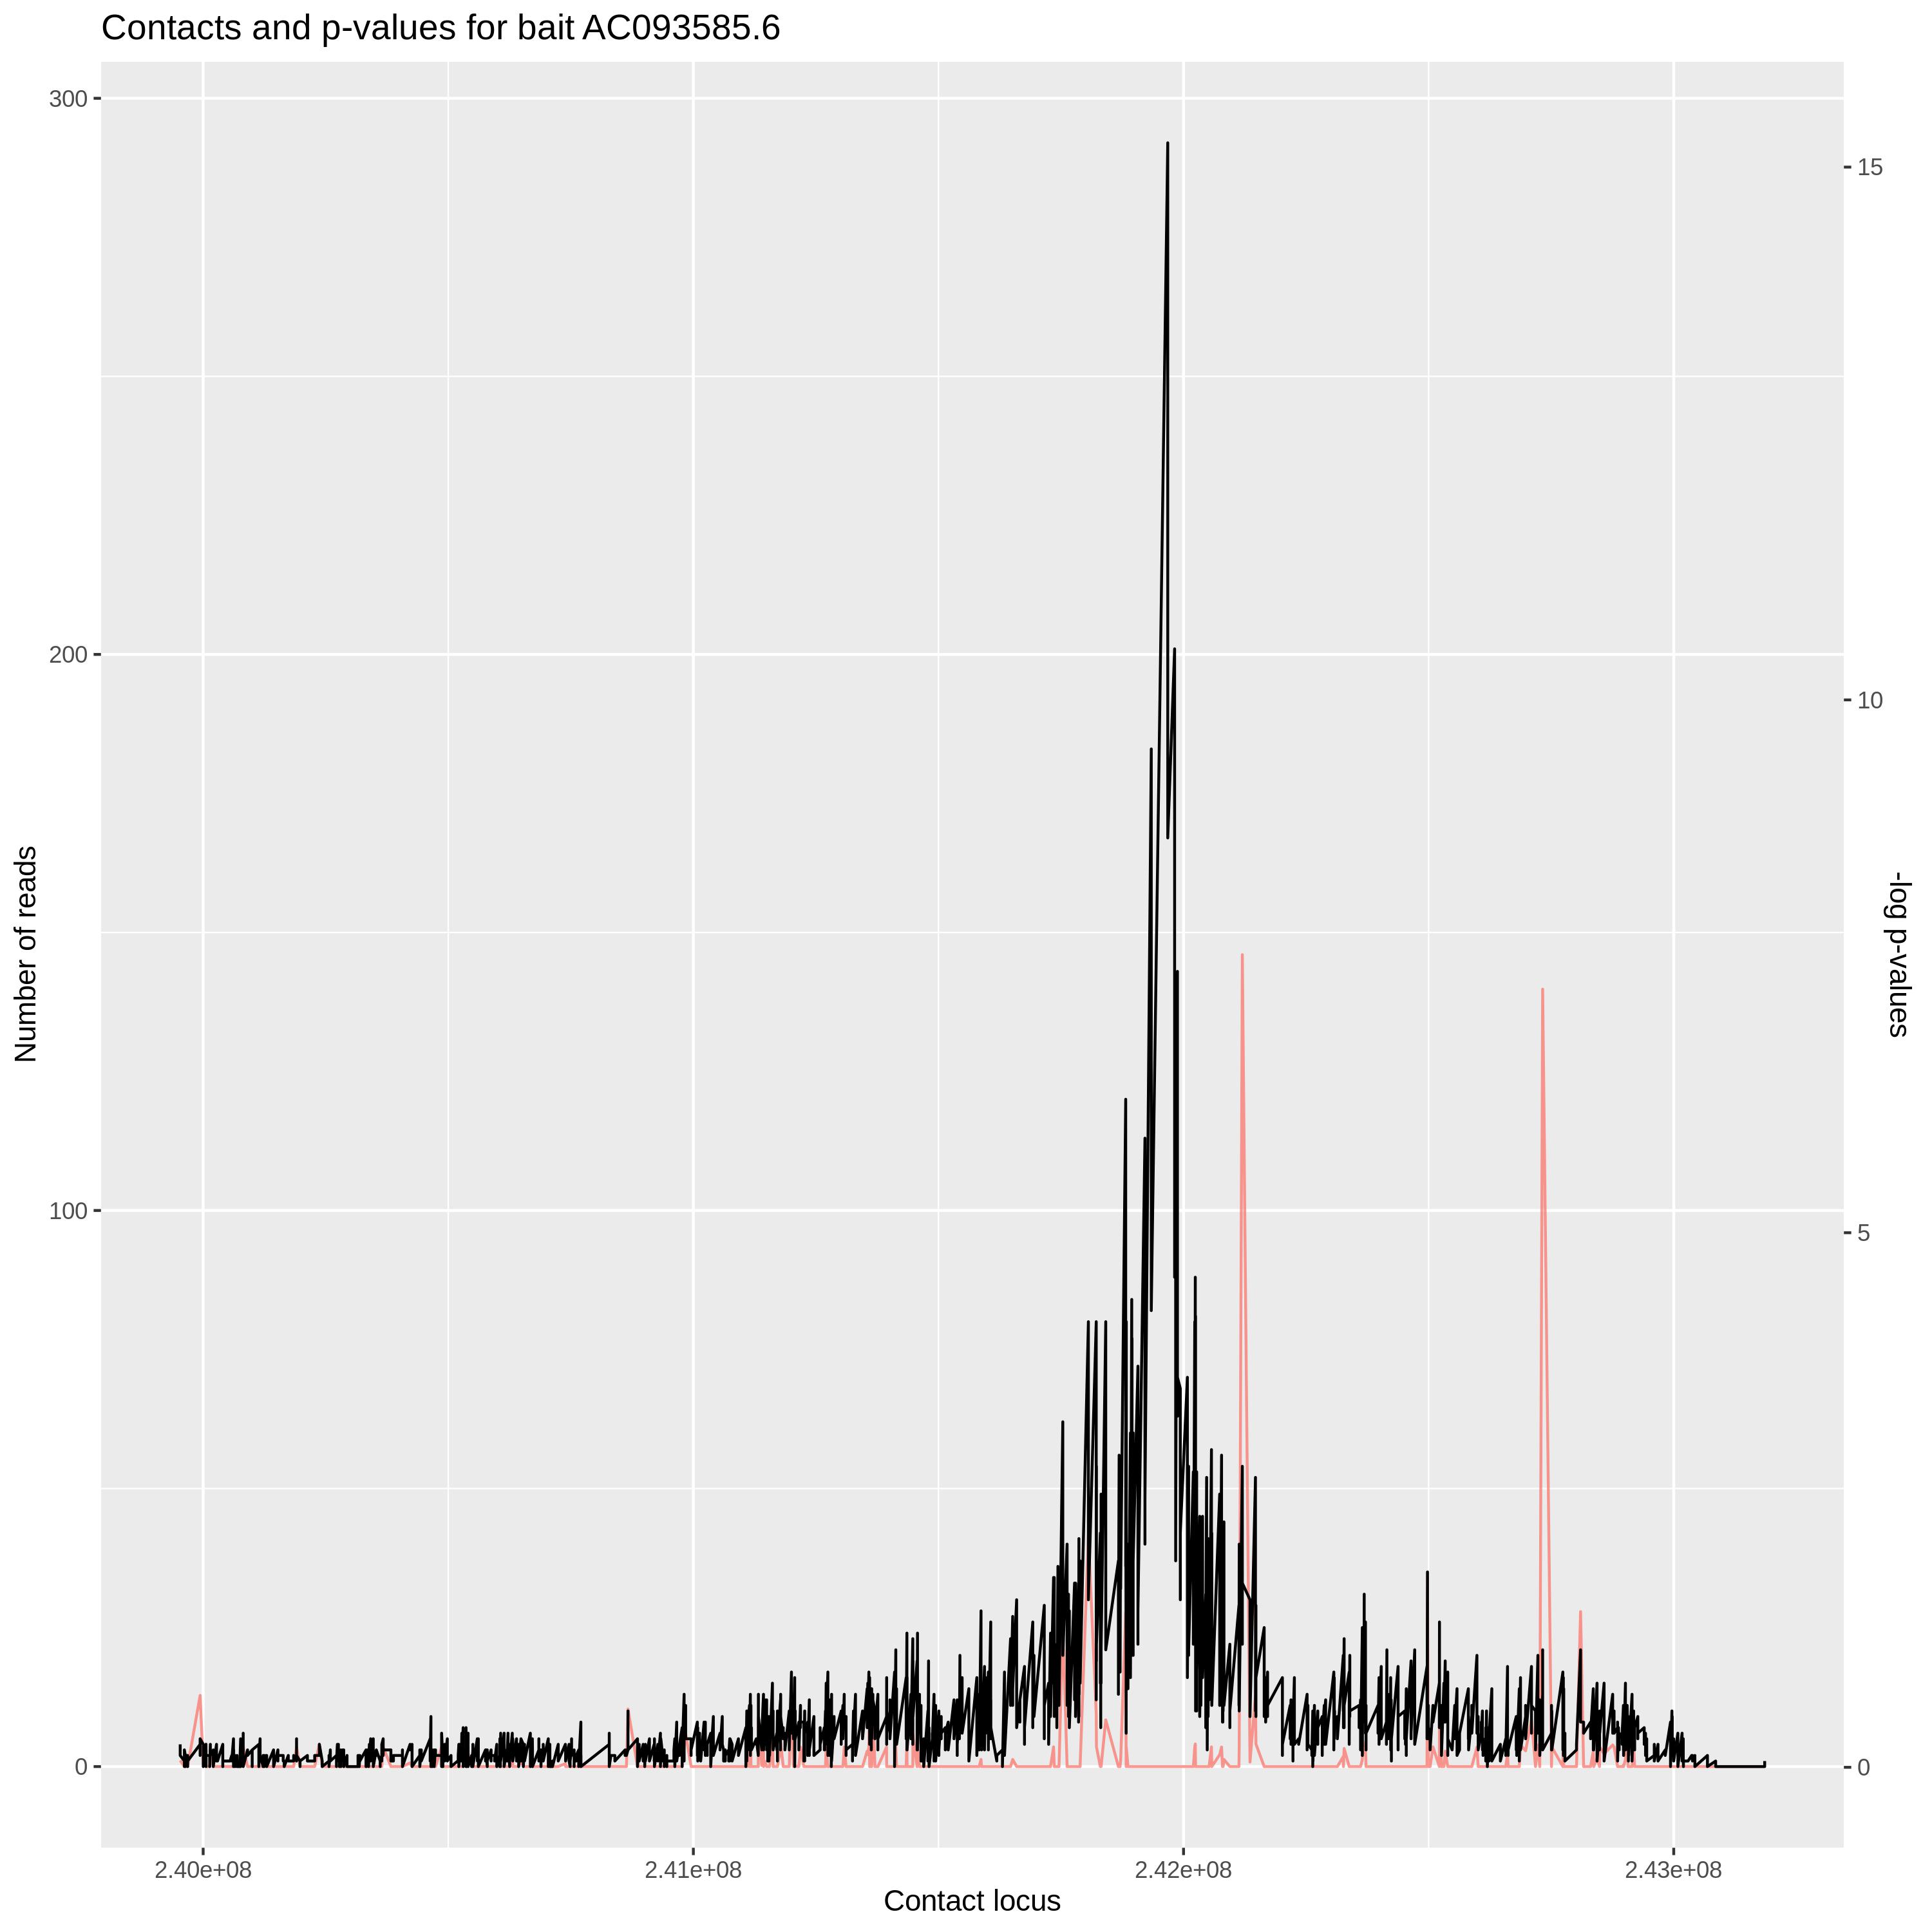 Contacts and p-values for bait AC093585.6
300
200
100
0
15
10
5
0
Number of reads
-log p-values
2.40e+08
2.41e+08
2.42e+08
2.43e+08
Contact locus